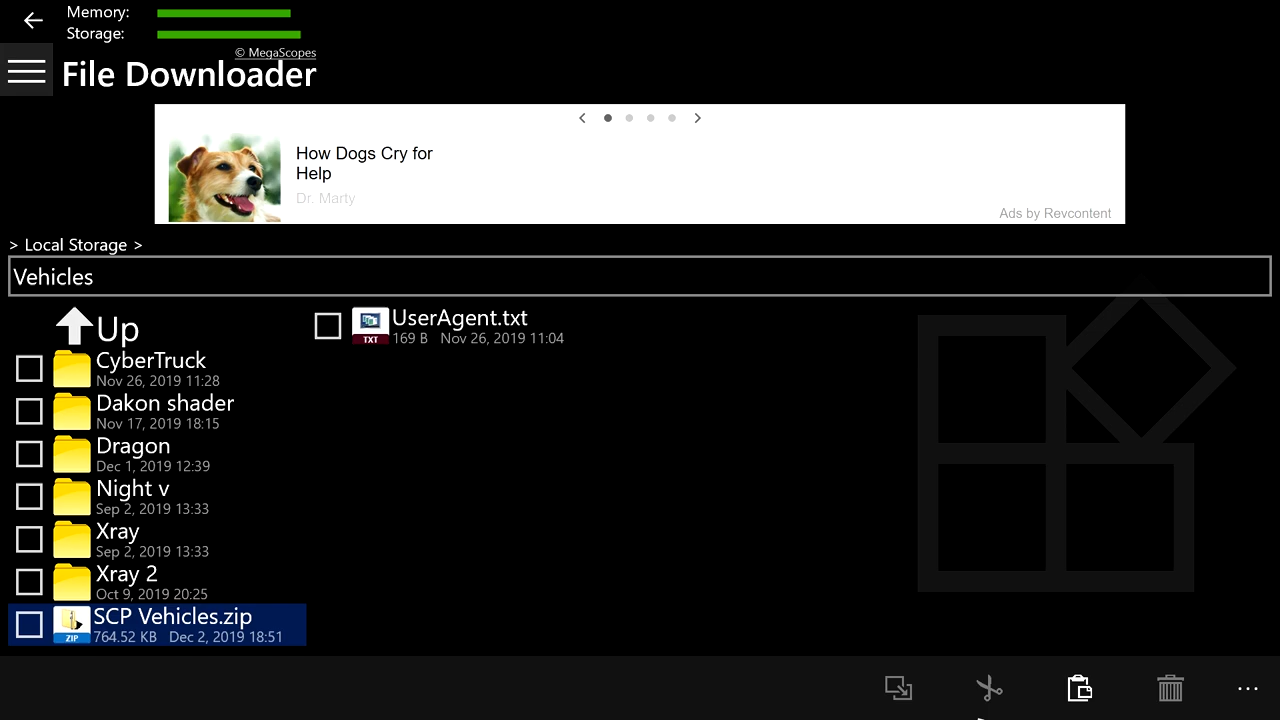 Memory:
Storage:
© MegaScopes
File Downloader
How Dogs Cry for
Help
Dr. Marty
Ads by Revcontent
> Local Storage >
Vehicles
Up
CyberTruck
Nov 26, 2019 11:28
Dakon shader
Nov 17, 2019 18:15
Dragon
Dec 1, 2019 12:39
Night v
Sep 2, 2019 13:33
Xray
Sep 2, 2019 13:33
Xray 2
Oct 9, 2019 20:25
SCP Vehicles.zip
ZIP
764.52 KB Dec 2, 2019 18:51
UserAgent.txt
TXT
169 B Nov 26, 2019 11:04